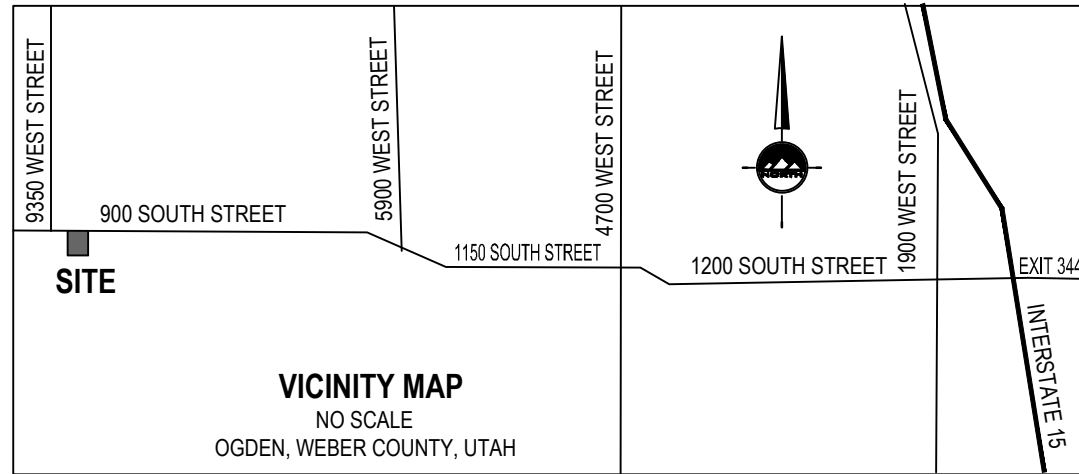 9350 WEST STREET
900 SOUTH STREET
SITE
5900 WEST STREET
1150 SOUTH STREET
4700 WEST STREET
NORTH
1200 SOUTH STREET
1900 WEST STREET
EXIT 344
INTERSTATE 15
VICINITY MAP
NO SCALE
OGDEN, WEBER COUNTY, UTAH